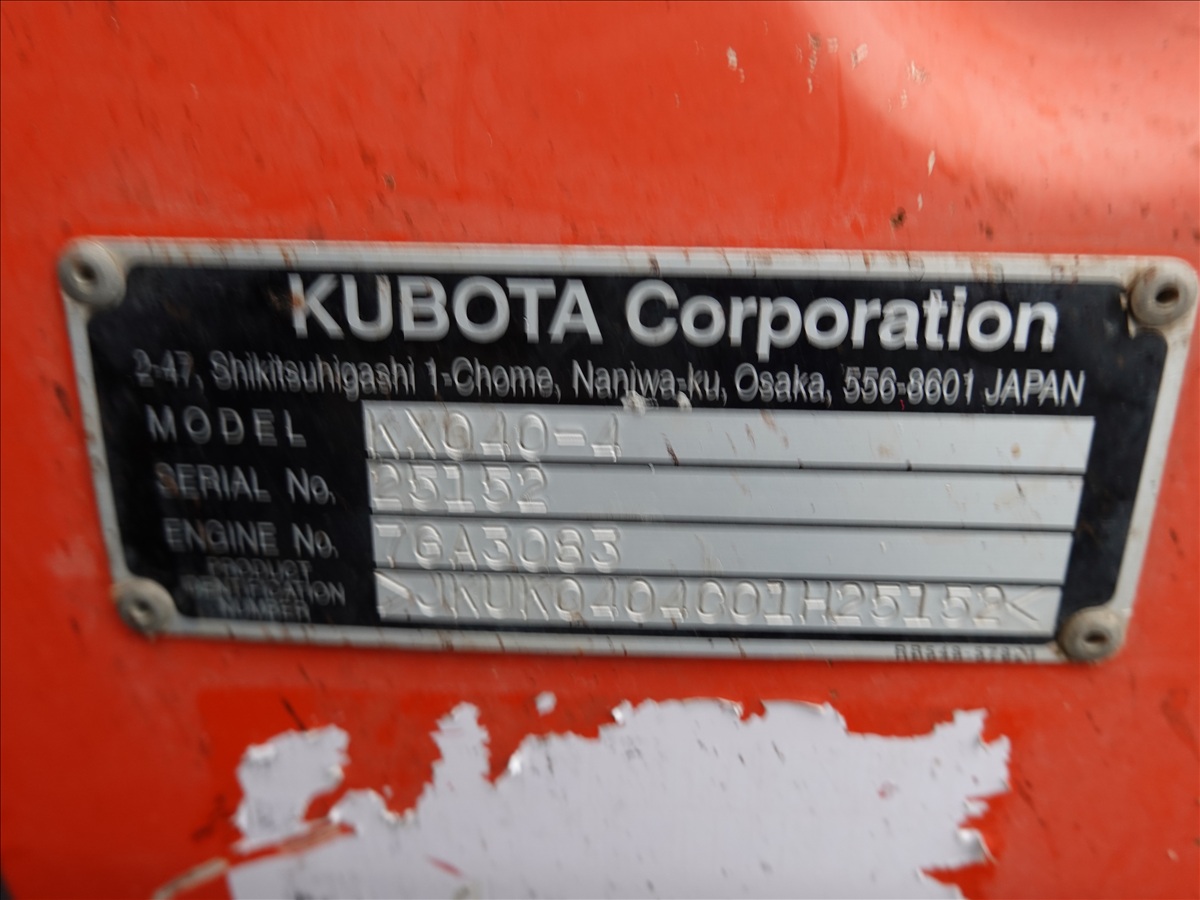 KUBOTA Corporation
2-47, Shikitsuhigashi 1-Chome, Naniwa-ku, Osaka, 556-8601 JAPAN
MODEL KX040-4
SERIAL No. 25152
ENGINE No. 7GA3083
PRODUCT
IDENTIFICATION
NUMBER
>JKUK0404C01H25152<